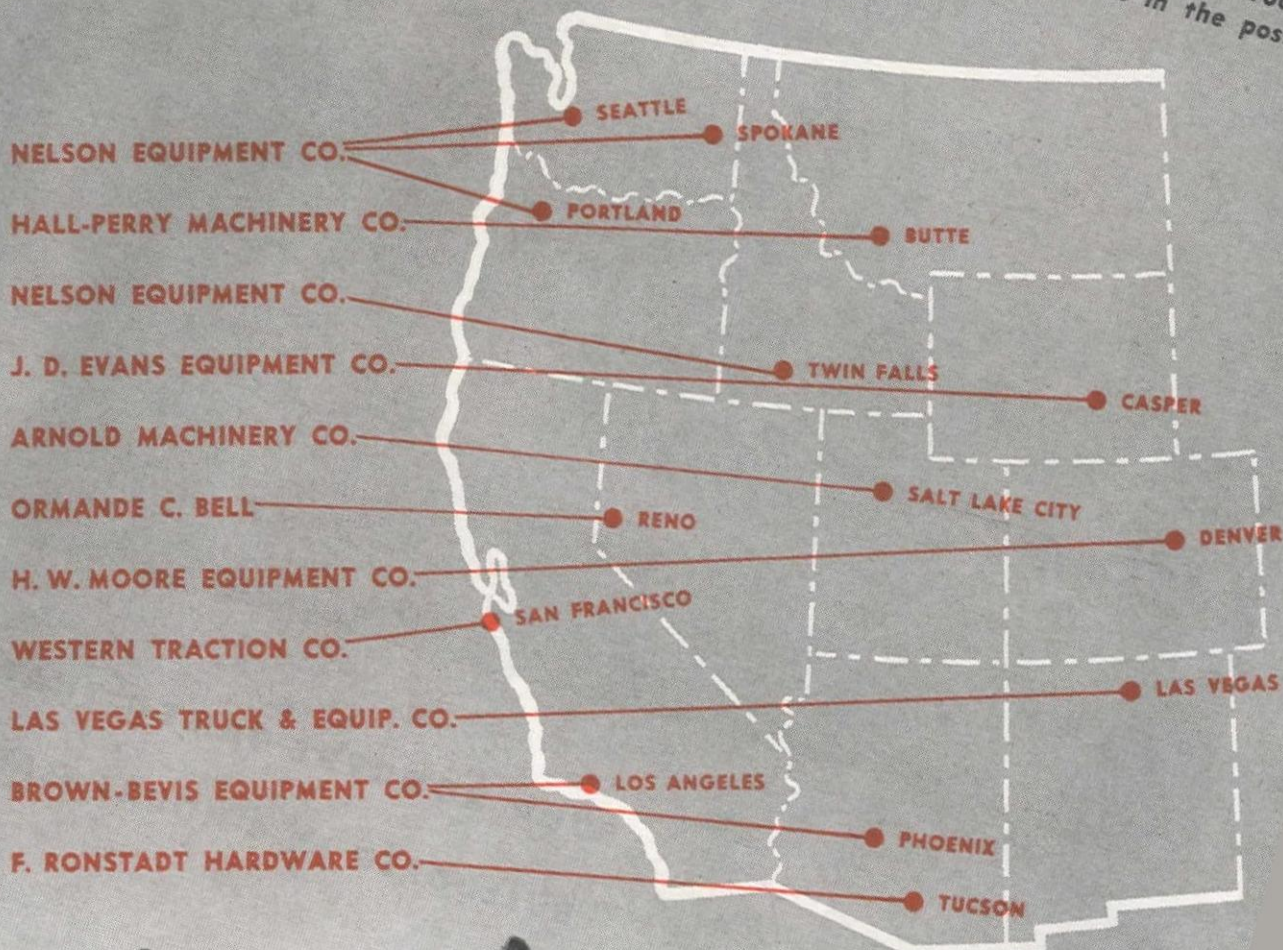 in the pos
NELSON EQUIPMENT CO.
SEATTLE
SPOKANE
PORTLAND
HALL-PERRY MACHINERY CO.
BUTTE
NELSON EQUIPMENT CO.
TWIN FALLS
J. D. EVANS EQUIPMENT CO.
CASPER
ARNOLD MACHINERY CO.
SALT LAKE CITY
ORMANDE C. BELL
RENO
H. W. MOORE EQUIPMENT CO.
DENVER
WESTERN TRACTION CO.
SAN FRANCISCO
LAS VEGAS TRUCK & EQUIP. CO.
LAS VEGAS
BROWN-BEVIS EQUIPMENT CO.
LOS ANGELES
PHOENIX
F. RONSTADT HARDWARE CO.
TUCSON